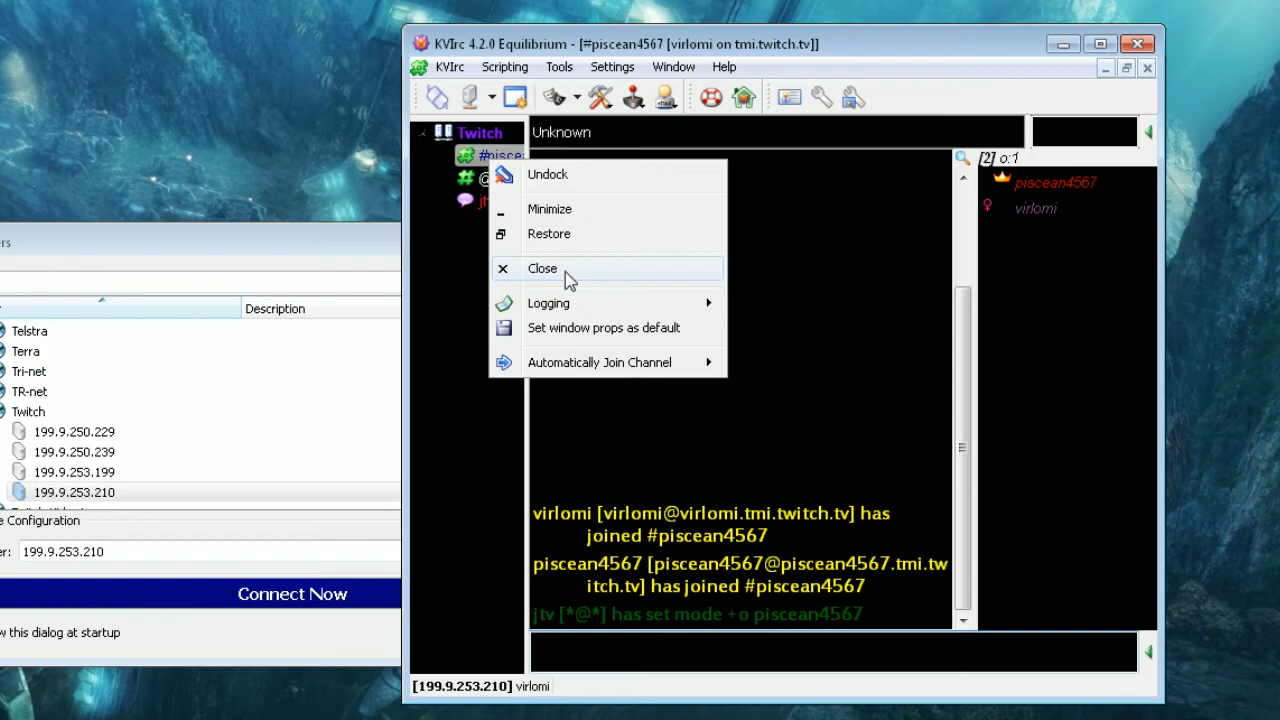 KVIrc 4.2.0 Equilibrium - [#piscean4567 [virlomi on tmi.twitch.tv]]
KVIrc Scripting Tools Settings Window Help
Twitch
Unknown
[2] o:1
piscean4567
virlomi
Undock
Minimize
Restore
Close
Logging
Set window props as default
Automatically Join Channel
virlomi [virlomi@virlomi.tmi.twitch.tv] has
joined #piscean4567
piscean4567 [piscean4567@piscean4567.tmi.tw
itch.tv] has joined #piscean4567
jtv [*@*] has set mode +o piscean4567
[199.9.253.210] virlomi
ers
Description
Telstra
Terra
Tri-net
TR-net
Twitch
199.9.250.229
199.9.250.239
199.9.253.199
199.9.253.210
e Configuration
er: 199.9.253.210
Connect Now
w this dialog at startup